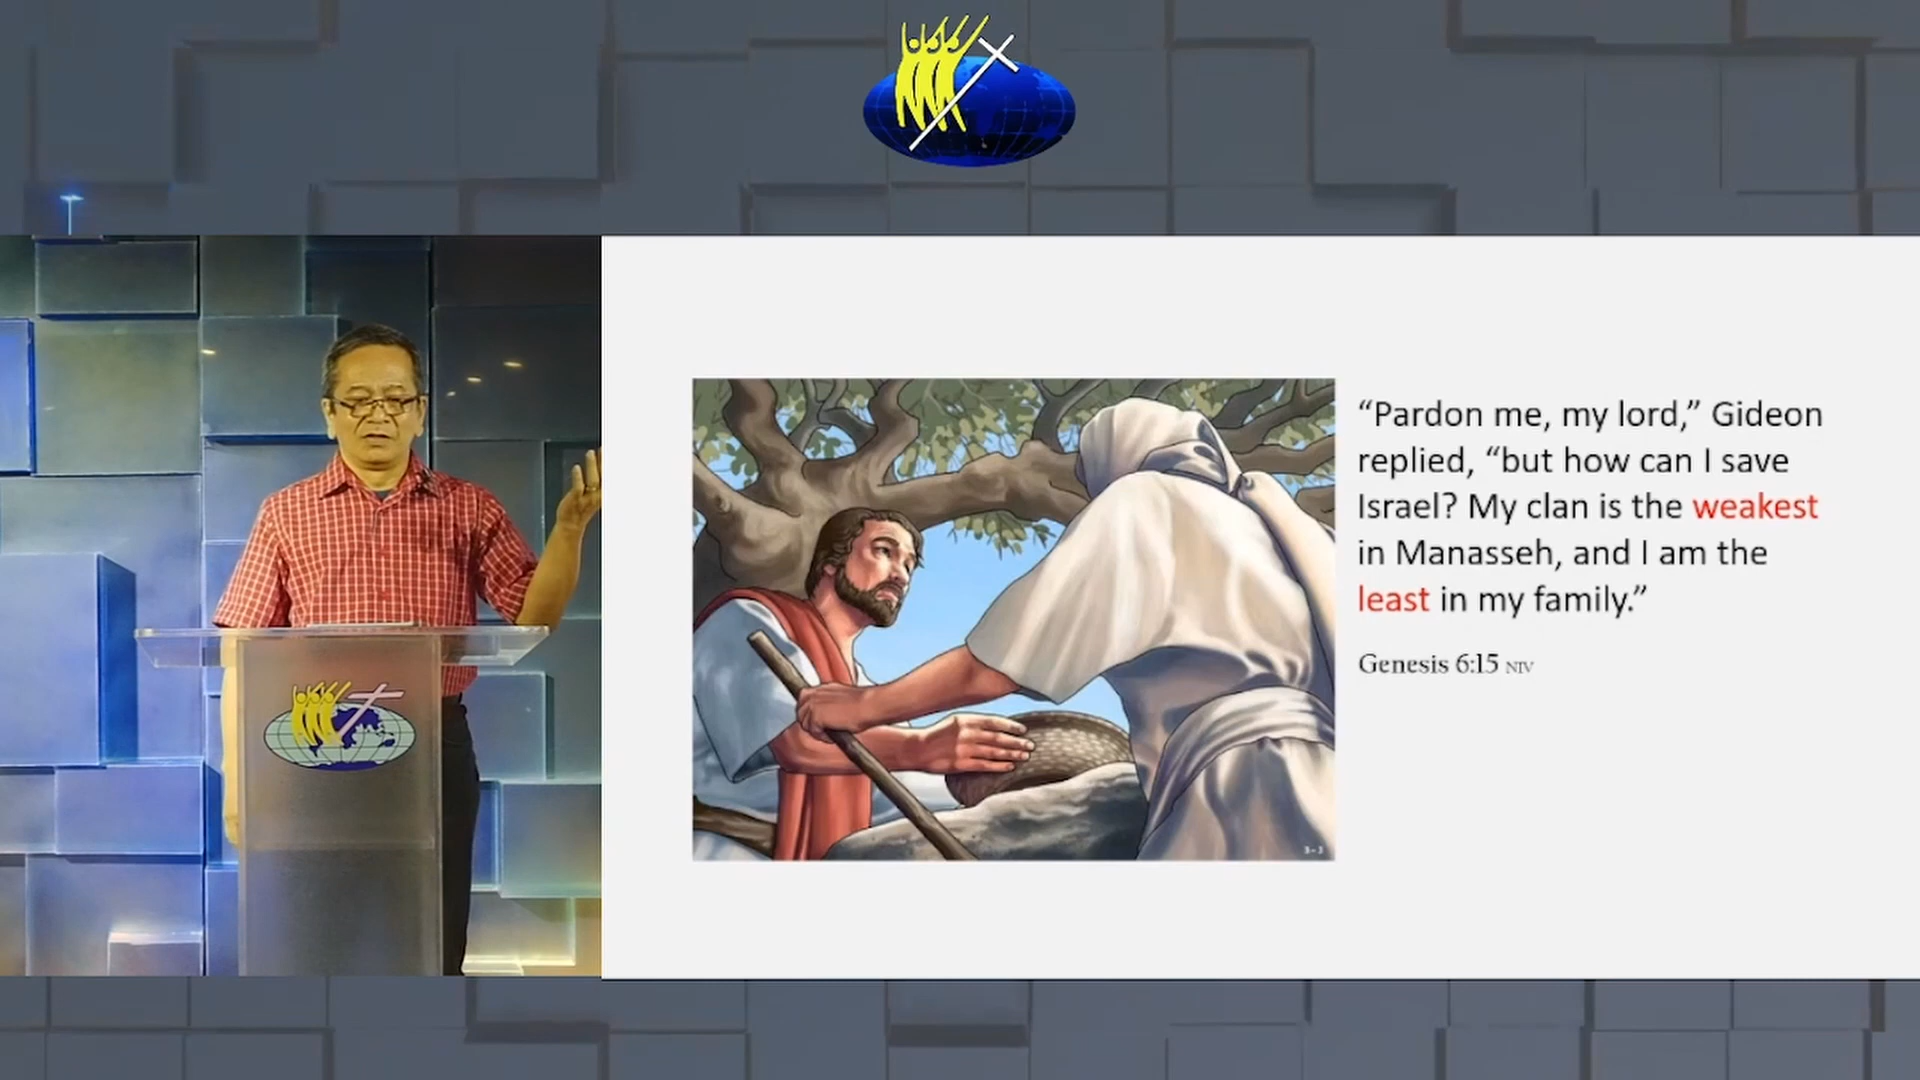 “Pardon me, my lord,” Gideon
replied, “but how can I save
Israel? My clan is the weakest
in Manasseh, and I am the
least in my family.”
Genesis 6:15 NIV